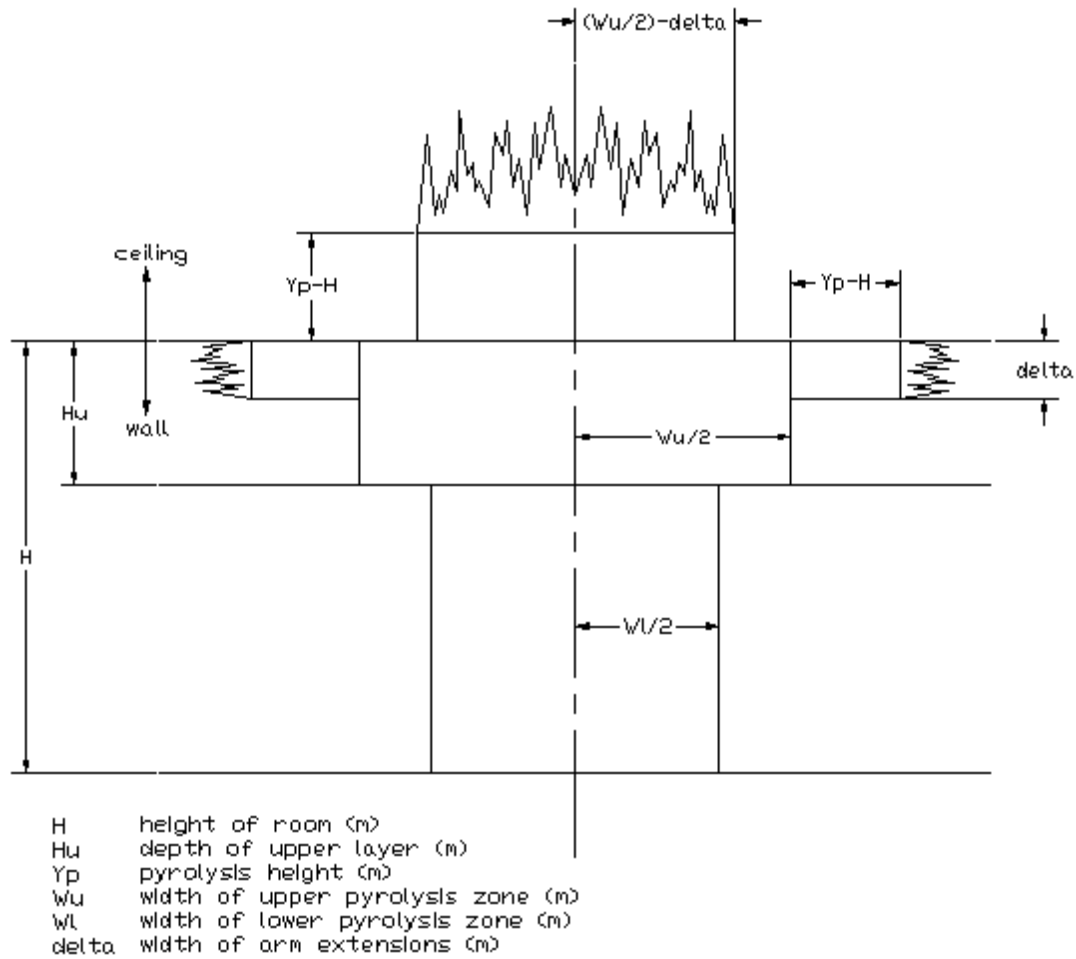 (Wu/2)-delta
ceiling
Yp-H
Yp-H
delta
Hu
wall
Wu/2
H
Wl/2
H height of room (m)
Hu depth of upper layer (m)
Yp pyrolysis height (m)
Wu width of upper pyrolysis zone (m)
Wl width of lower pyrolysis zone (m)
delta width of arm extensions (m)